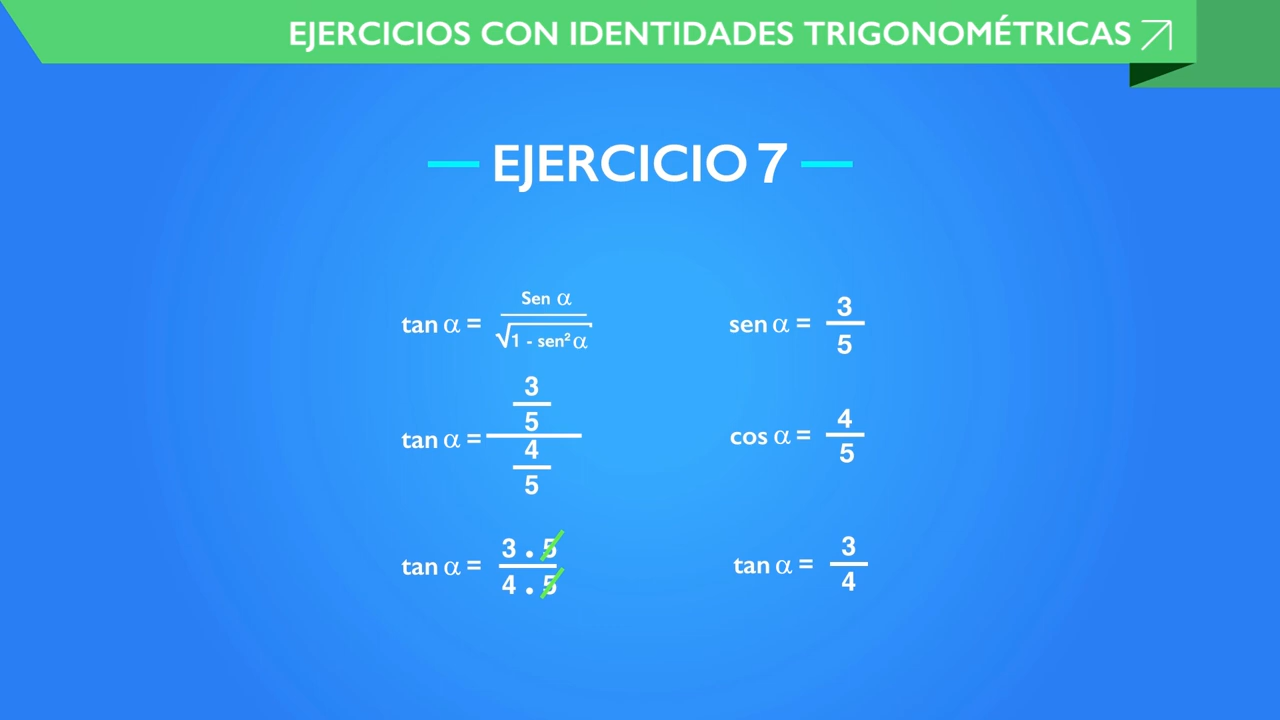 EJERCICIOS CON IDENTIDADES TRIGONOMÉTRICAS
EJERCICIO 7
tan α = Sen α / √1 - sen²α
sen α = 3/5
tan α = 3/5 / 4/5
cos α = 4/5
tan α = 3 . 5 / 4 . 5
tan α = 3/4